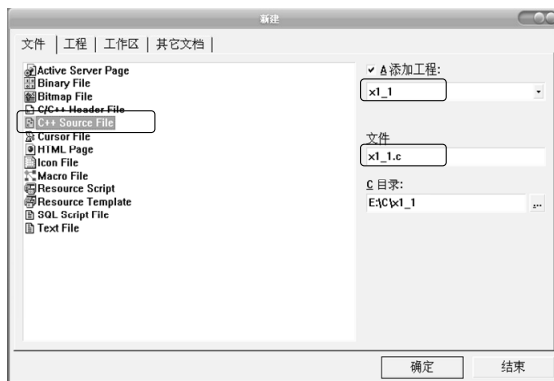 新建
文件 | 工程 | 工作区 | 其它文档 |
Active Server Page
Binary File
Bitmap File
C/C++ Header File
C++ Source File
Cursor File
HTML Page
Icon File
Macro File
Resource Script
Resource Template
SQL Script File
Text File
A 添加工程:
x1_1
文件
x1_1.c
C 目录:
E:\C\x1_1
...
确定
结束